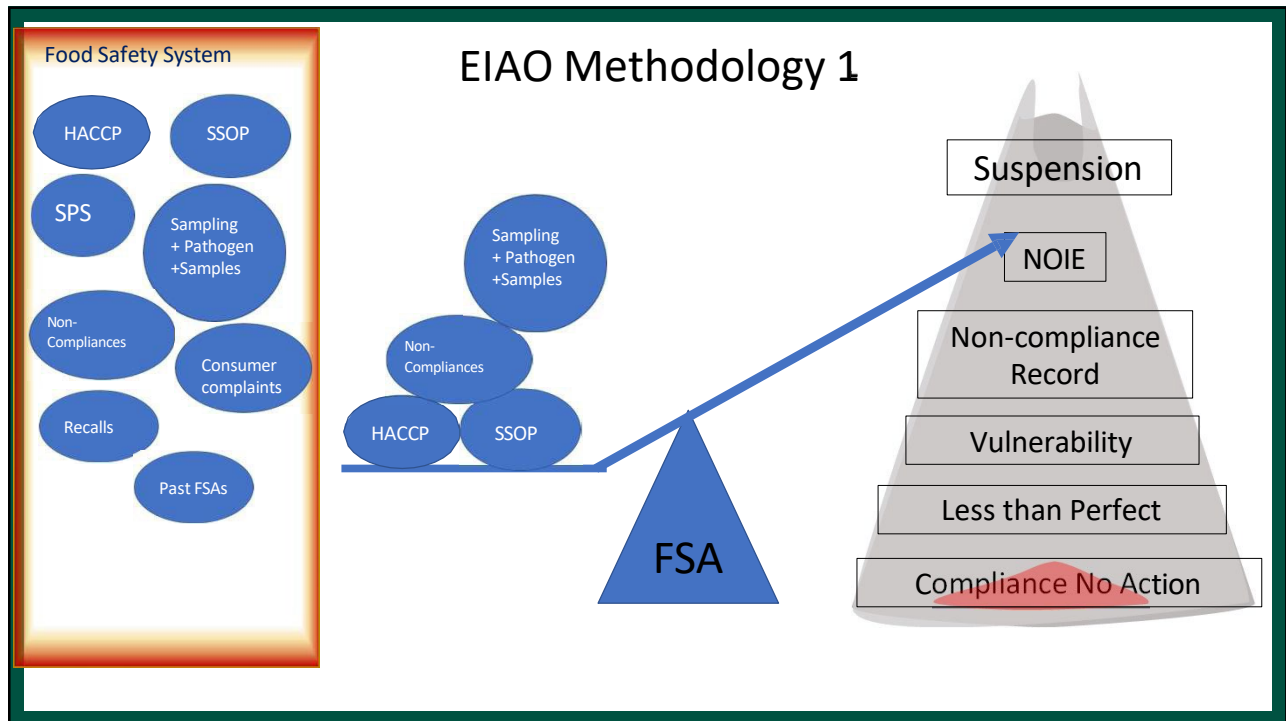 Food Safety System
EIAO Methodology 1
HACCP
SSOP
SPS
Sampling
+ Pathogen
+Samples
Non-
Compliances
Consumer
complaints
Recalls
Past FSAs
Sampling
+ Pathogen
+Samples
Non-
Compliances
HACCP
SSOP
FSA
Suspension
NOIE
Non-compliance
Record
Vulnerability
Less than Perfect
Compliance No Action